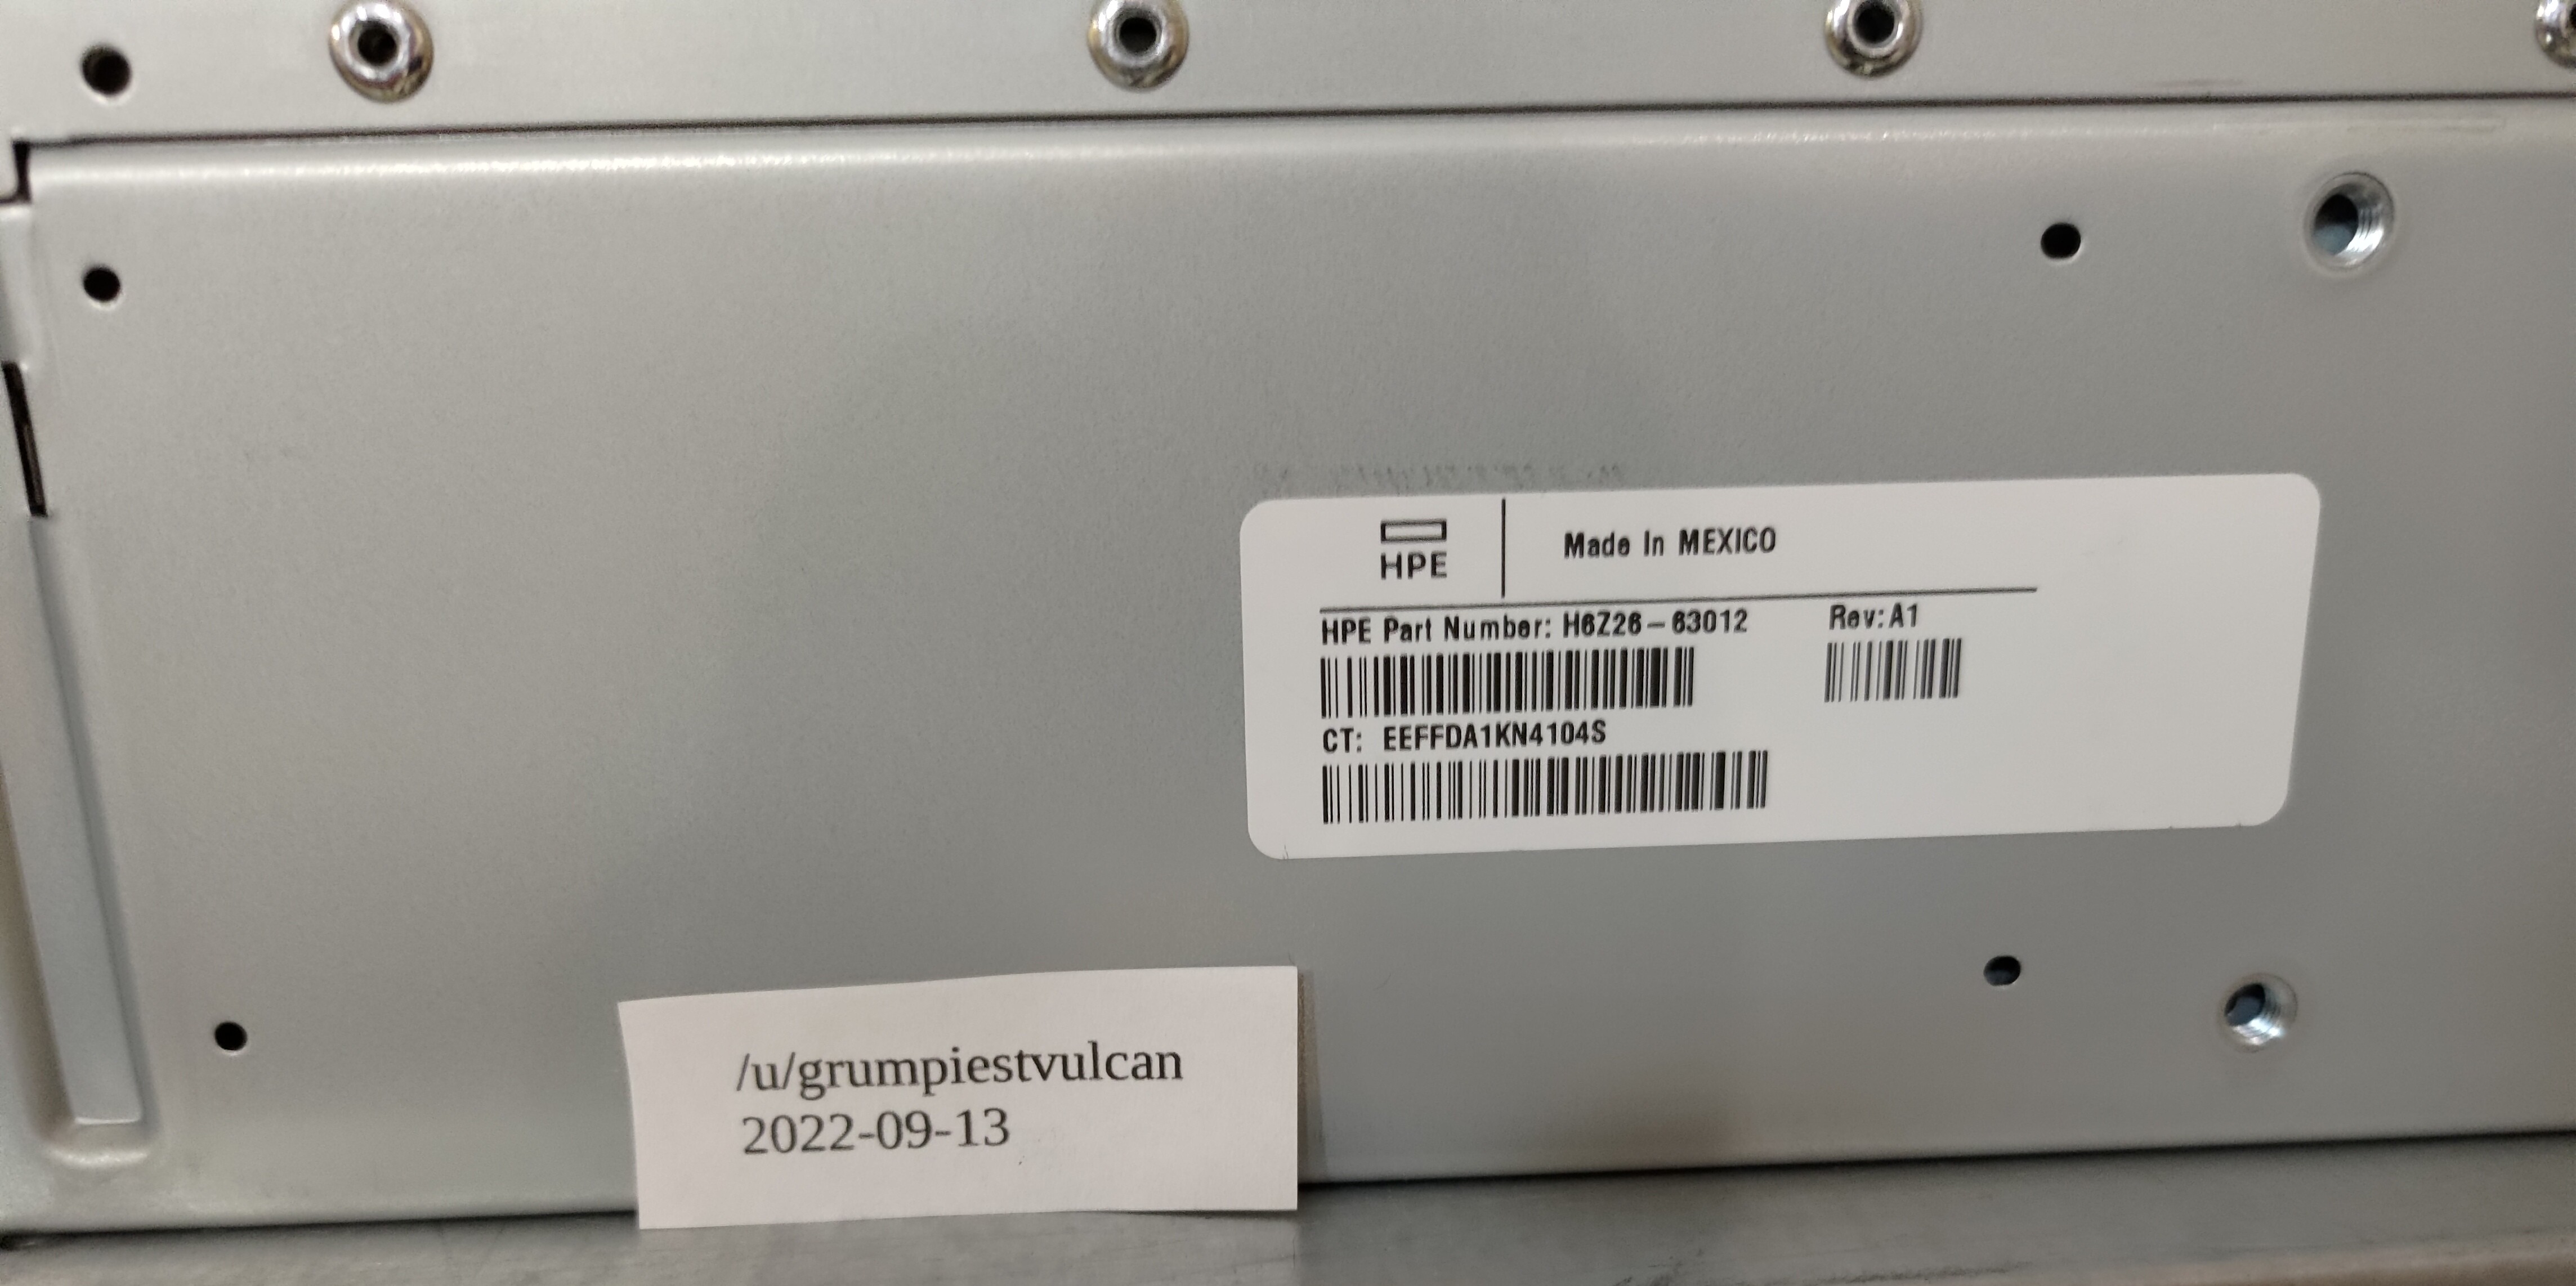 HPE
Made In MEXICO
HPE Part Number: H6Z26-63012 Rev:A1
CT: EEFFDA1KN4104S
/u/grumpiestvulcan
2022-09-13